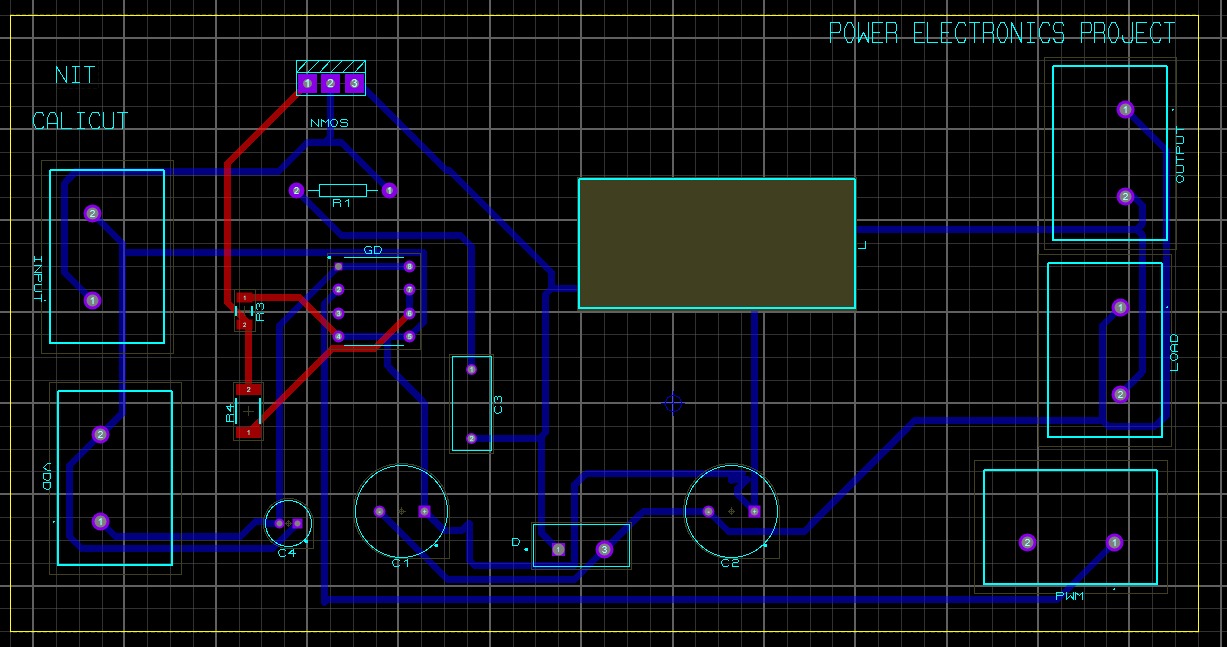 POWER ELECTRONICS PROJECT
NIT
CALICUT
1 2 3
NMOS
OUTPUT
1
2
INPUT
2
1
2 1
R1
GD
8
2 7
3 6
4 5
L
R3
1
2
R4
2
1
C3
1
2
LOAD
1
2
VDD
2
1
C4
C1
D
1 3
C2
PWM
2 1